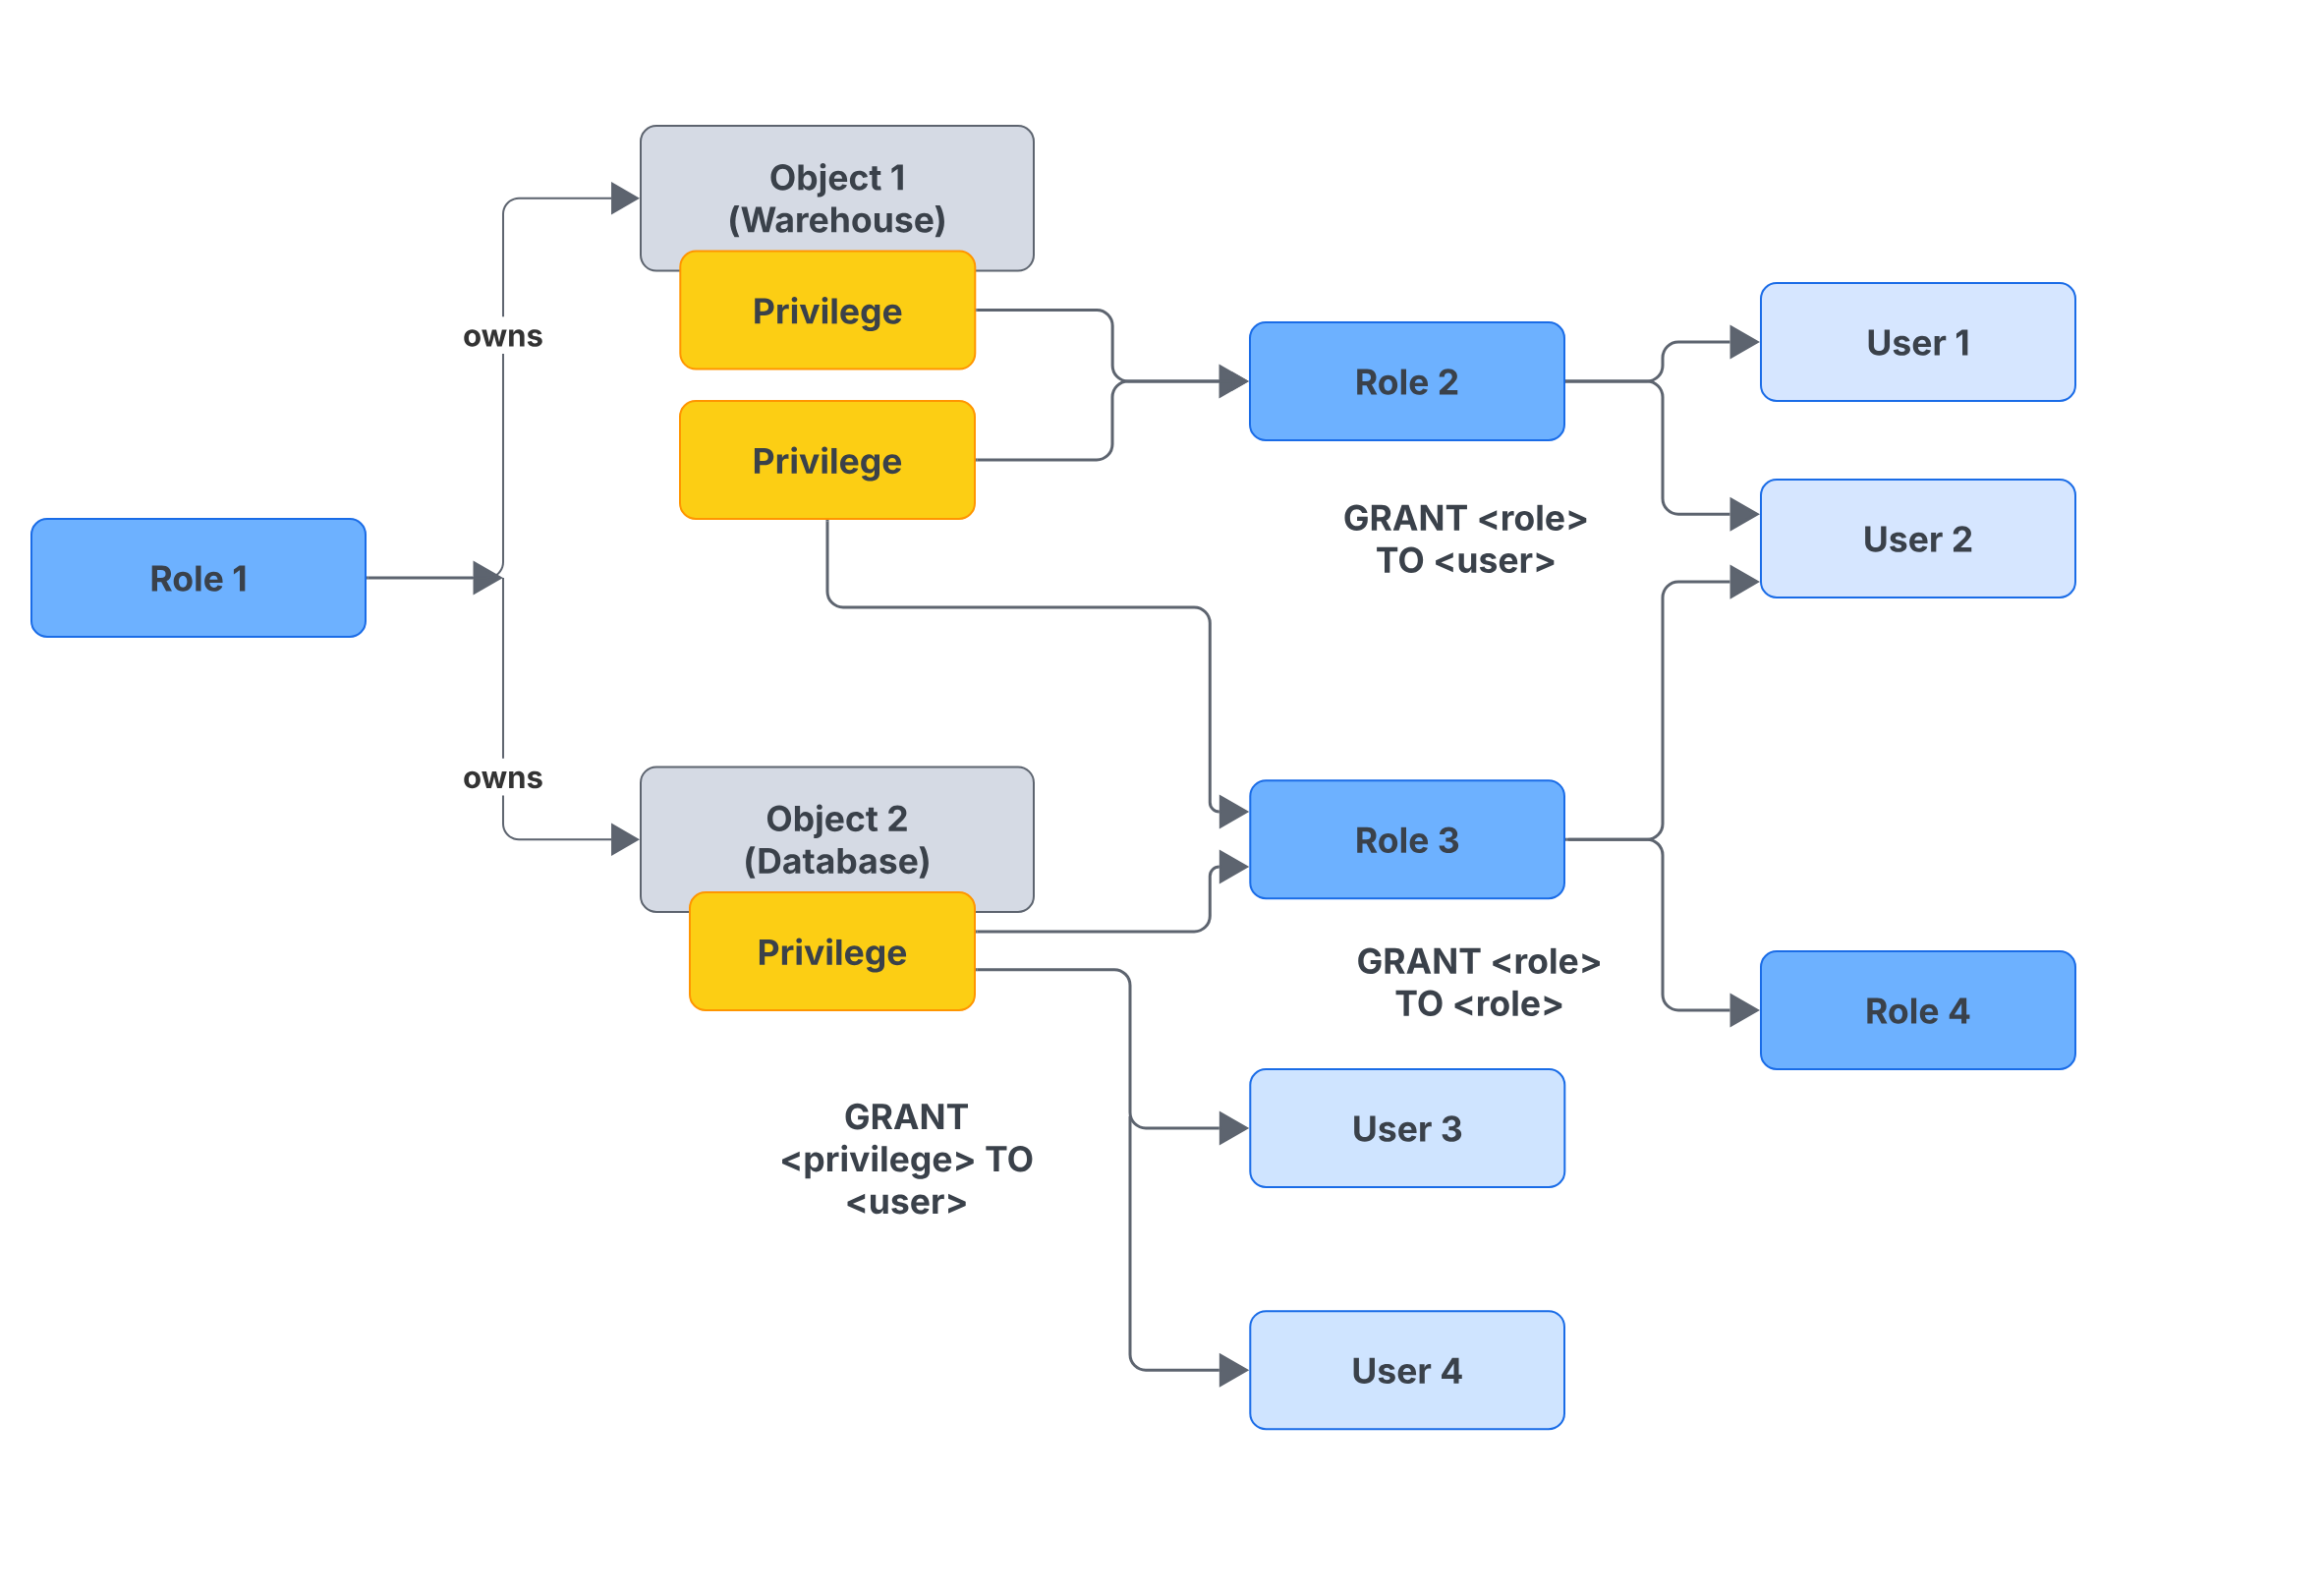 Object 1
(Warehouse)
Privilege
owns
User 1
Role 2
Privilege
GRANT <role>
TO <user>
User 2
Role 1
owns
Object 2
(Database)
Role 3
Privilege
GRANT <role>
TO <role>
Role 4
GRANT
<privilege> TO
<user>
User 3
User 4